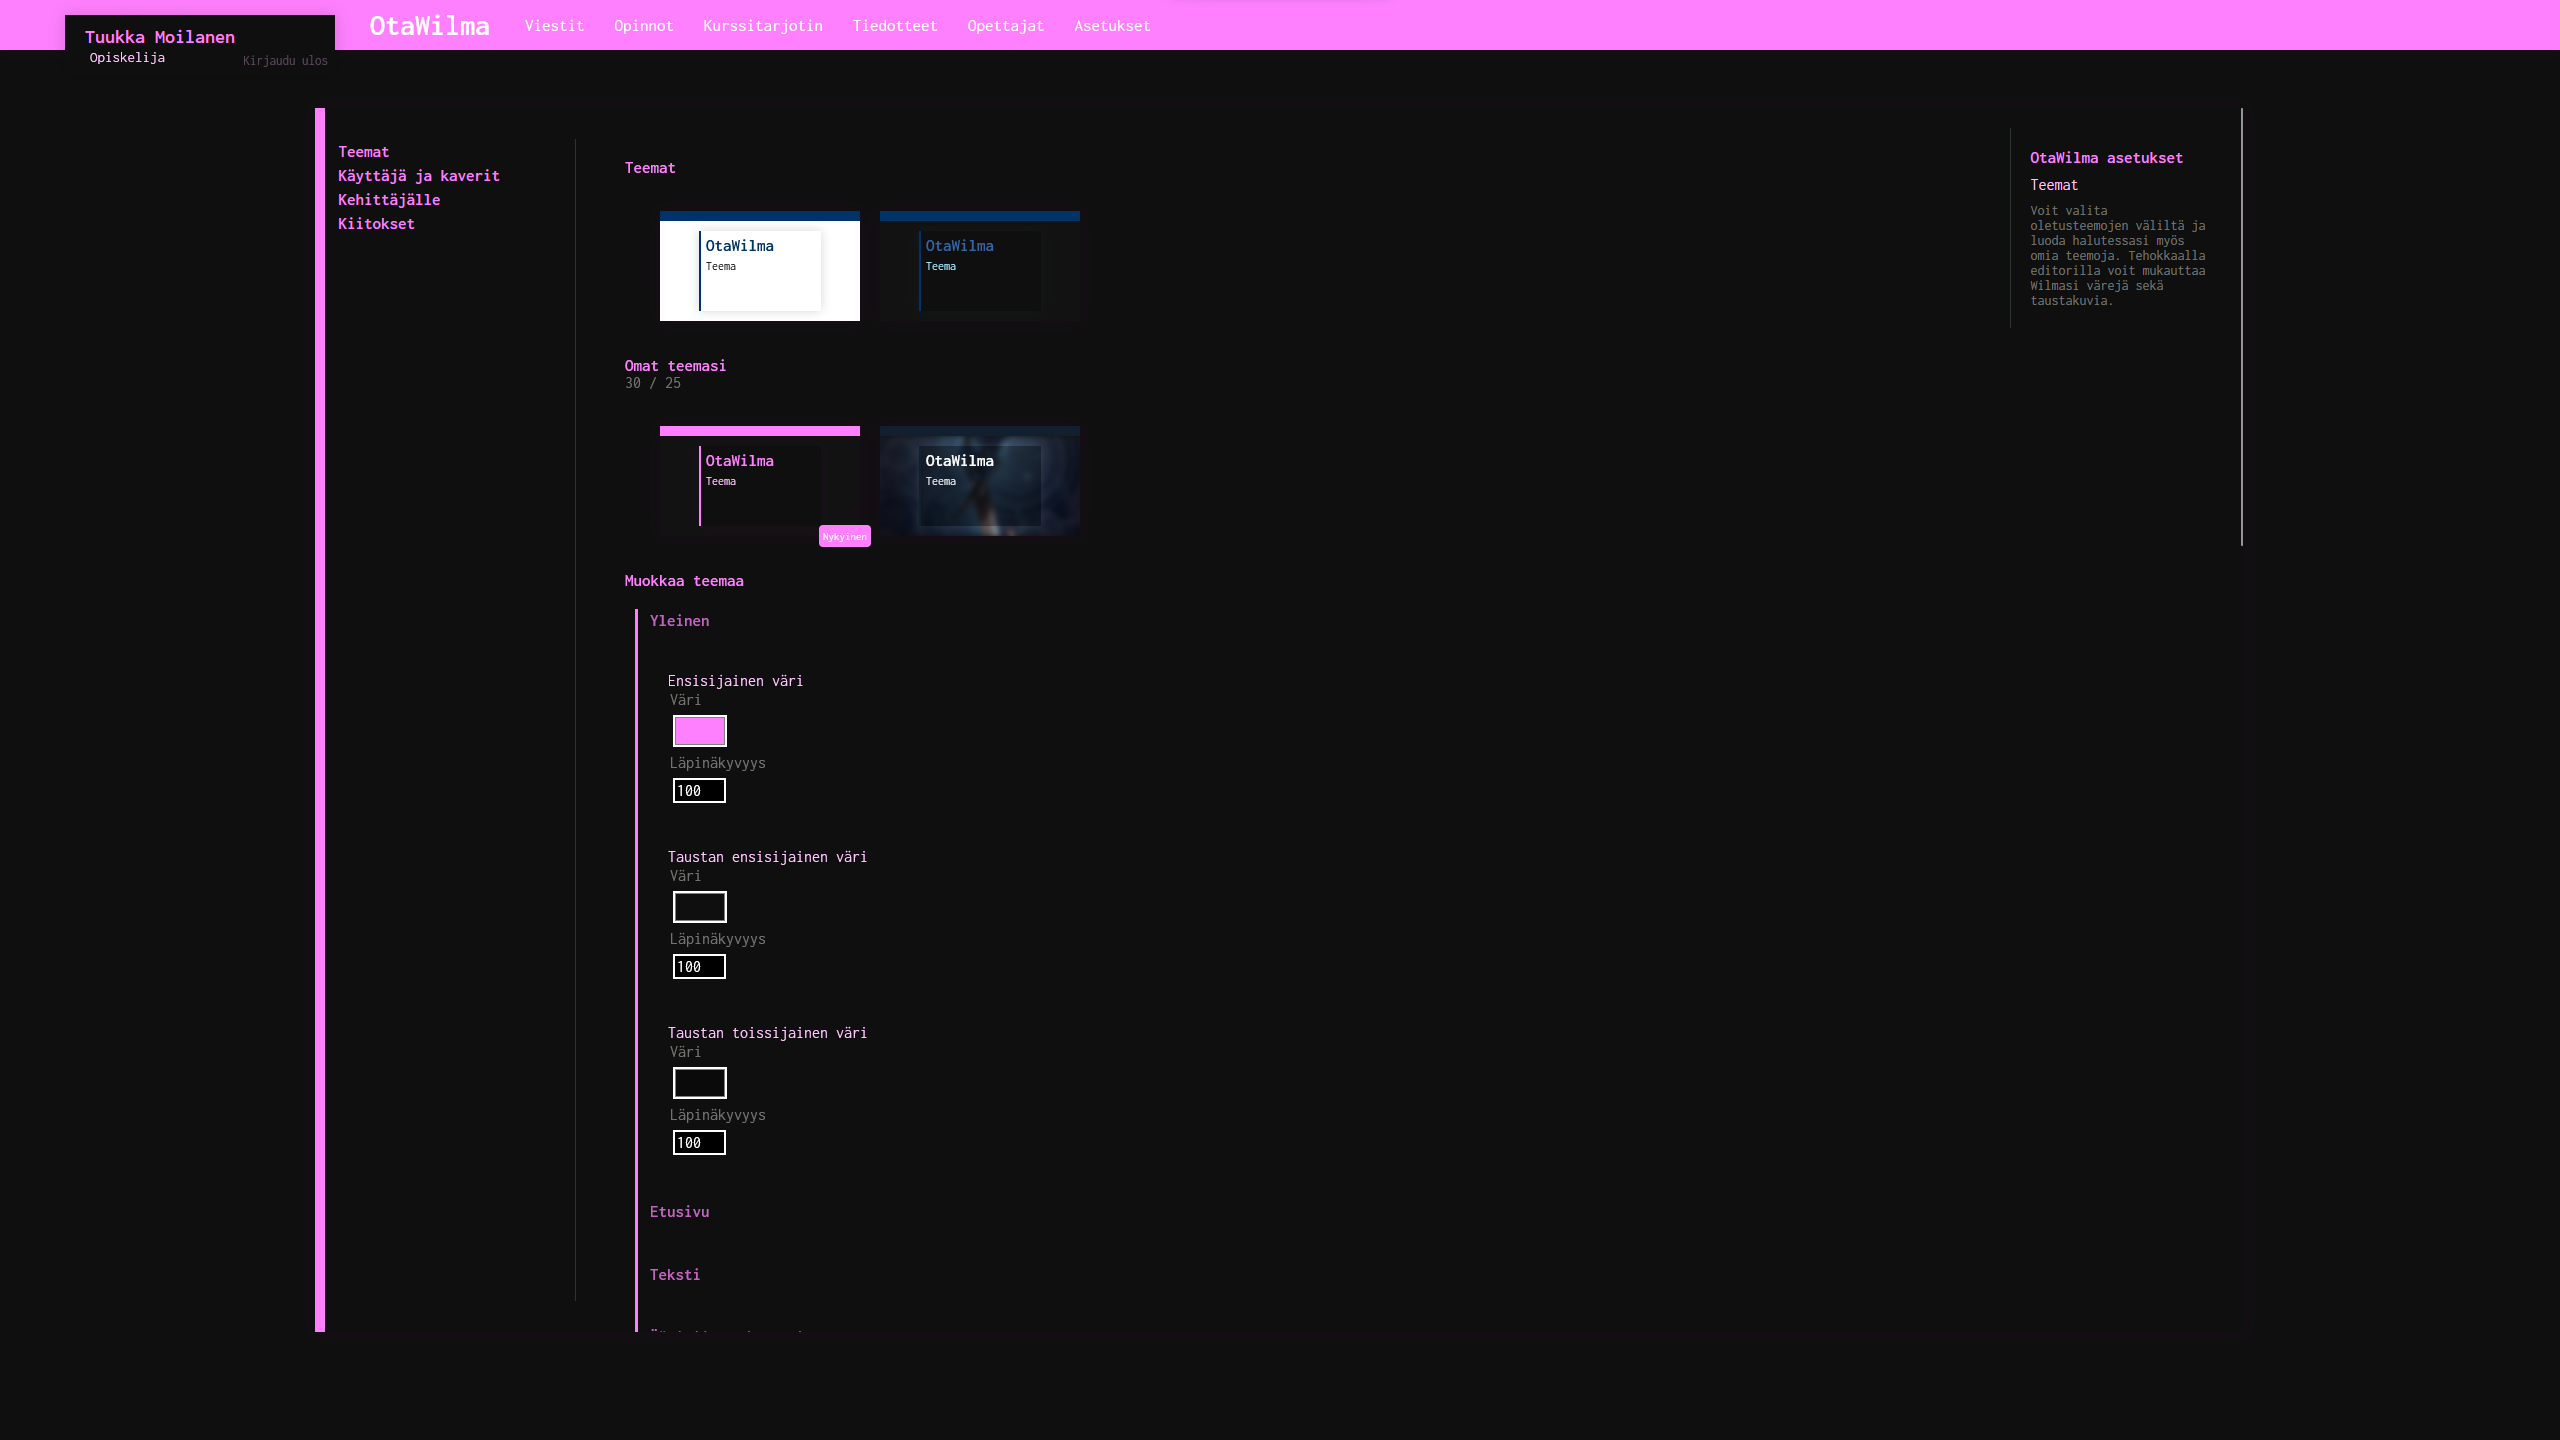 Tuukka Moilanen
Opiskelija
Kirjaudu ulos
OtaWilma
Viestit
Opinnot
Kurssitarjotin
Tiedotteet
Opettajat
Asetukset
Teemat
Käyttäjä ja kaverit
Kehittäjälle
Kiitokset
Teemat
OtaWilma
Teema
OtaWilma
Teema
Omat teemasi
30 / 25
OtaWilma
Teema
Nykyinen
OtaWilma
Teema
Muokkaa teemaa
Yleinen
Ensisijainen väri
Väri
Läpinäkyvyys
100
Taustan ensisijainen väri
Väri
Läpinäkyvyys
100
Taustan toissijainen väri
Väri
Läpinäkyvyys
100
Etusivu
Teksti
OtaWilma asetukset
Teemat
Voit valita
oletusteemojen väliltä ja
luoda halutessasi myös
omia teemoja. Tehokkaalla
editorilla voit mukauttaa
Wilmasi värejä sekä
taustakuvia.